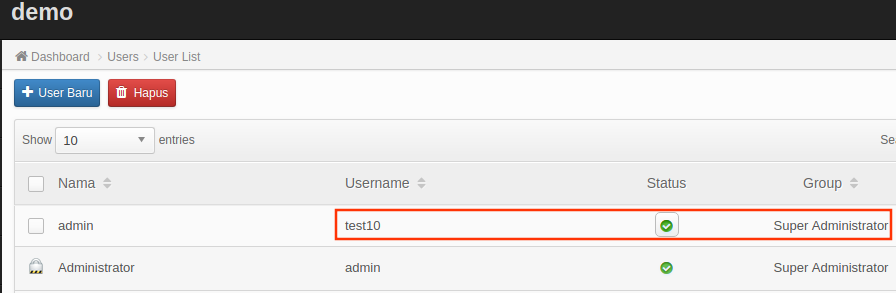 demo
Dashboard > Users > User List
User Baru Hapus
Show 10 entries Sea
Nama Username Status Group
admin test10 Super Administrator
Administrator admin Super Administrator